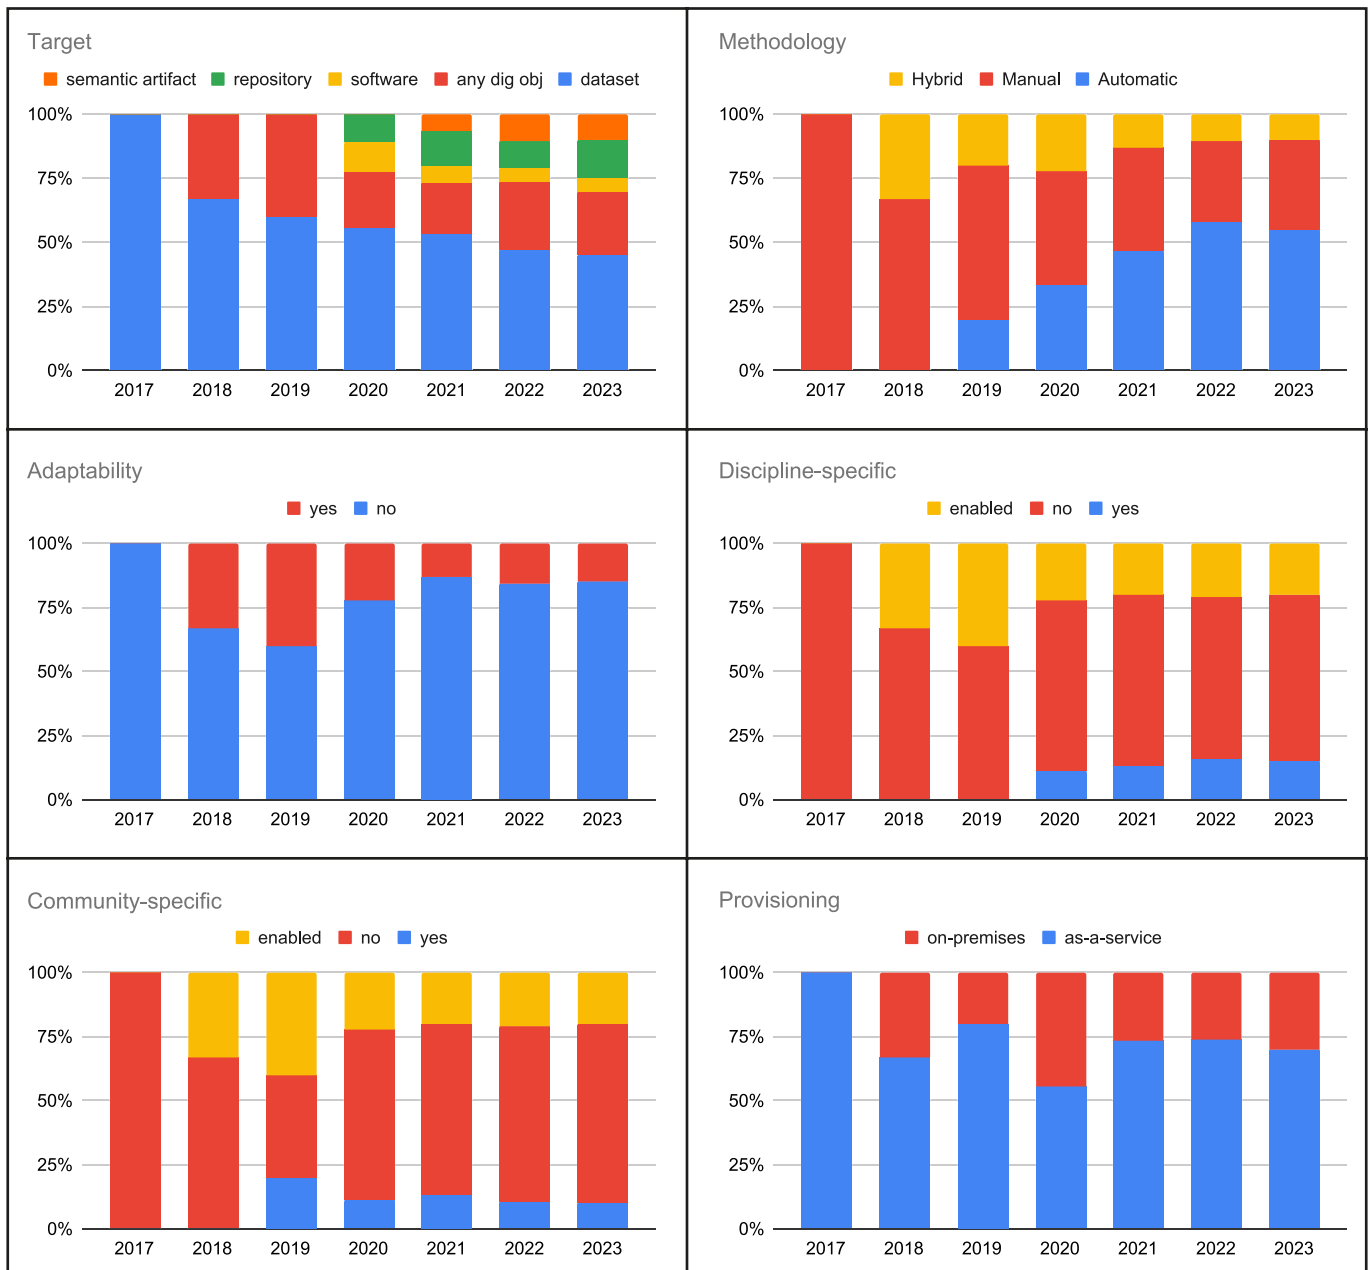 Target
semantic artifact repository software any dig obj dataset
100%
75%
50%
25%
0%
2017 2018 2019 2020 2021 2022 2023
Methodology
Hybrid Manual Automatic
100%
75%
50%
25%
0%
2017 2018 2019 2020 2021 2022 2023
Adaptability
yes no
100%
75%
50%
25%
0%
2017 2018 2019 2020 2021 2022 2023
Discipline-specific
enabled no yes
100%
75%
50%
25%
0%
2017 2018 2019 2020 2021 2022 2023
Community-specific
enabled no yes
100%
75%
50%
25%
0%
2017 2018 2019 2020 2021 2022 2023
Provisioning
on-premises as-a-service
100%
75%
50%
25%
0%
2017 2018 2019 2020 2021 2022 2023